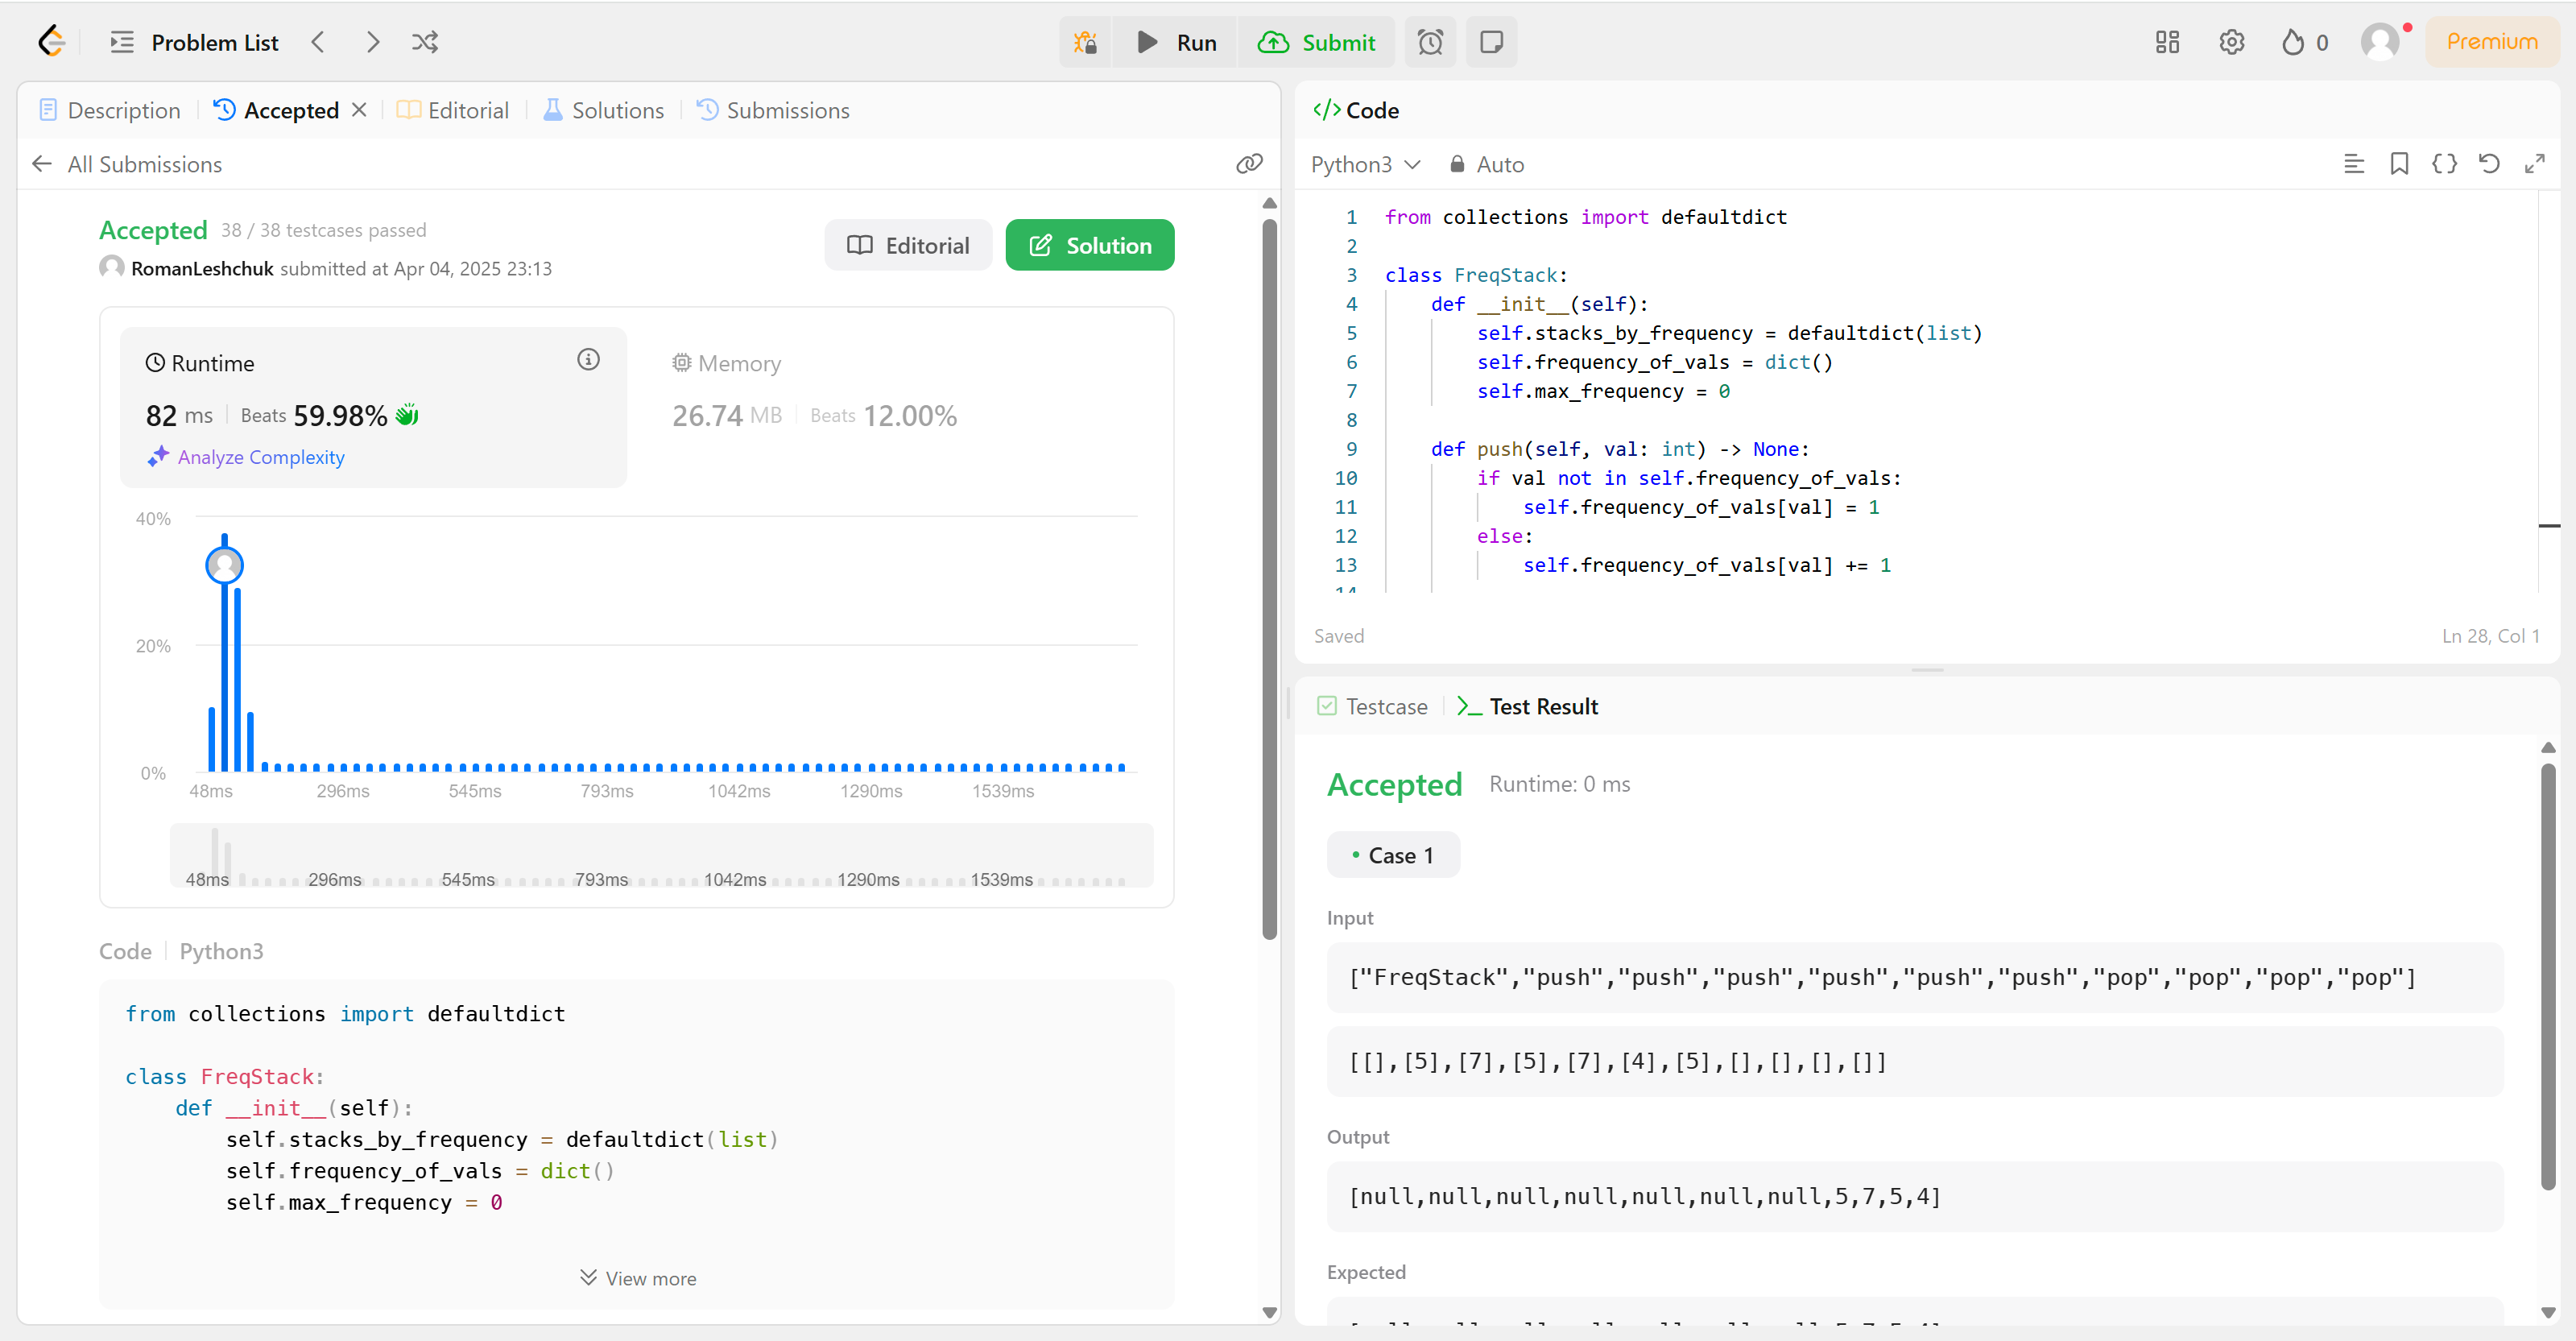 Problem List
Run
Submit
0
Premium
Description
Accepted
Editorial
Solutions
Submissions
All Submissions
Accepted 38 / 38 testcases passed
RomanLeshchuk submitted at Apr 04, 2025 23:13
Editorial
Solution
Runtime
82 ms Beats 59.98%
Analyze Complexity
Memory
26.74 MB Beats 12.00%
40%
20%
0%
48ms 296ms 545ms 793ms 1042ms 1290ms 1539ms
48ms 296ms 545ms 793ms 1042ms 1290ms 1539ms
Code Python3
from collections import defaultdict
class FreqStack:
def __init__(self):
self.stacks_by_frequency = defaultdict(list)
self.frequency_of_vals = dict()
self.max_frequency = 0
View more
Code
Python3 Auto
1 from collections import defaultdict
2
3 class FreqStack:
4 def __init__(self):
5 self.stacks_by_frequency = defaultdict(list)
6 self.frequency_of_vals = dict()
7 self.max_frequency = 0
8
9 def push(self, val: int) -> None:
10 if val not in self.frequency_of_vals:
11 self.frequency_of_vals[val] = 1
12 else:
13 self.frequency_of_vals[val] += 1
Saved
Ln 28, Col 1
Testcase
Test Result
Accepted Runtime: 0 ms
Case 1
Input
["FreqStack","push","push","push","push","push","push","pop","pop","pop","pop"]
[[],[5],[7],[5],[7],[4],[5],[],[],[],[]]
Output
[null,null,null,null,null,null,null,5,7,5,4]
Expected